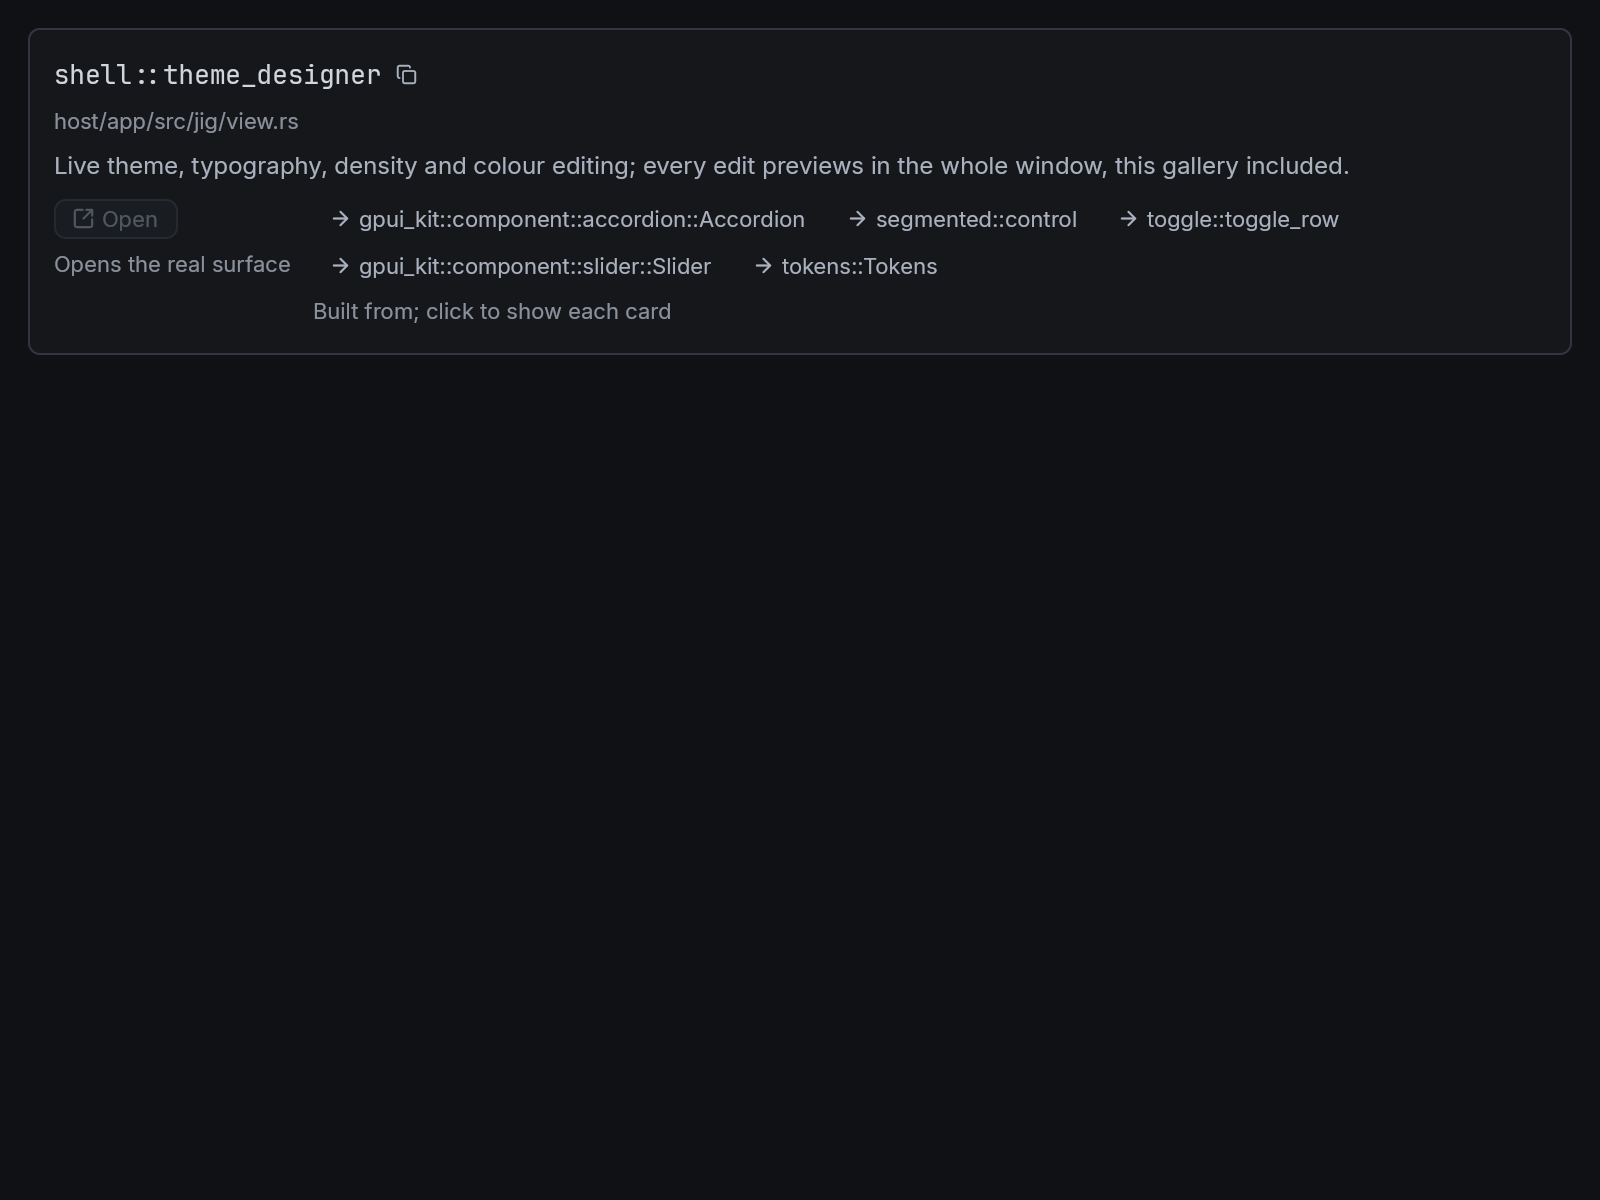 shell::theme_designer
host/app/src/jig/view.rs
Live theme, typography, density and colour editing; every edit previews in the whole window, this gallery included.
Open
Opens the real surface
→ gpui_kit::component::accordion::Accordion → segmented::control → toggle::toggle_row
→ gpui_kit::component::slider::Slider → tokens::Tokens
Built from; click to show each card